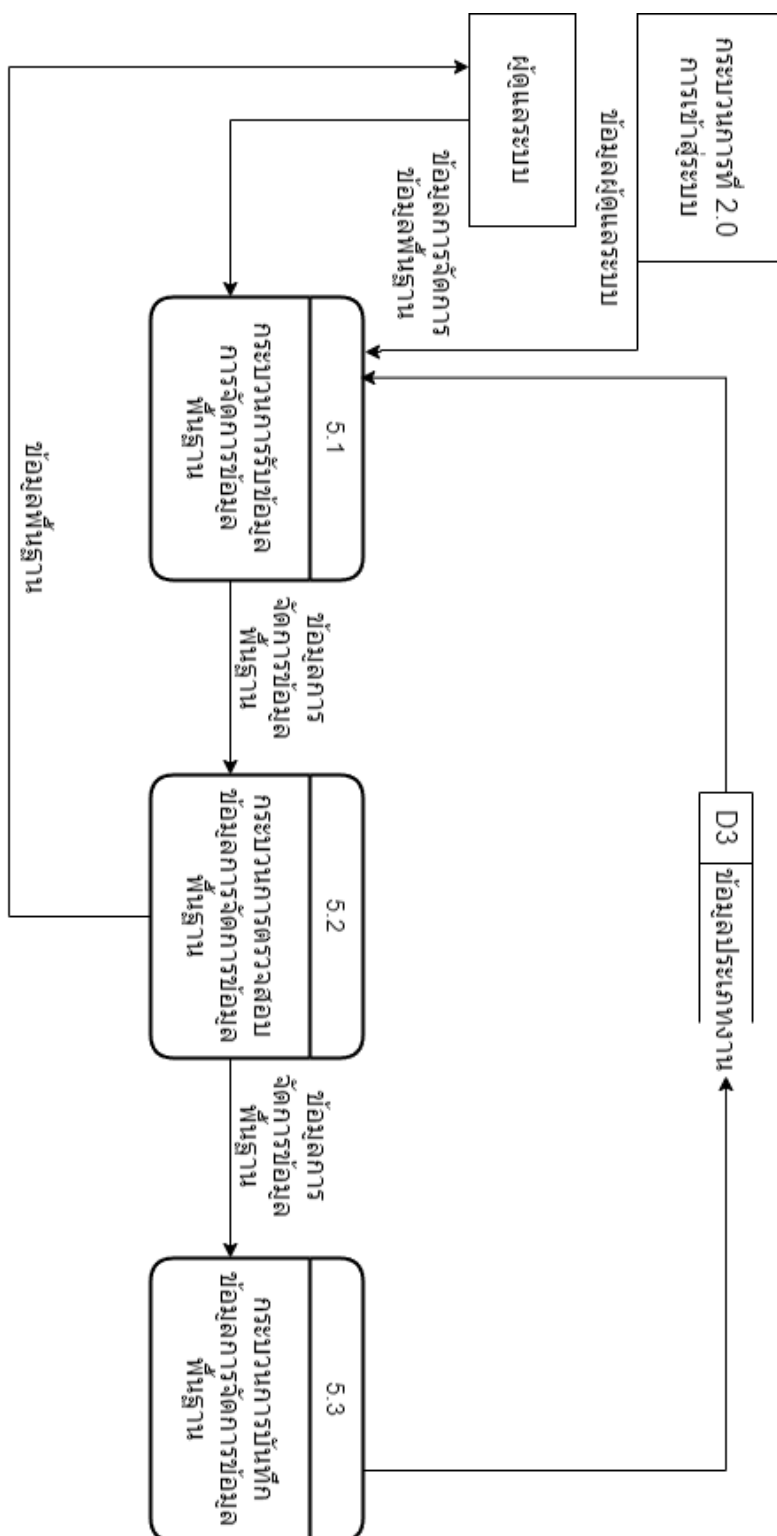 กระบวนการที่ 2.0
การเข้าสู่ระบบ
ข้อมูลผู้ดูแลระบบ
ผู้ดูแลระบบ
ข้อมูลการจัดการ
ข้อมูลพื้นฐาน
5.1
กระบวนการรับข้อมูล
การจัดการข้อมูล
พื้นฐาน
ข้อมูลการ
จัดการข้อมูล
พื้นฐาน
5.2
กระบวนการตรวจสอบ
ข้อมูลการจัดการข้อมูล
พื้นฐาน
ข้อมูลการ
จัดการข้อมูล
พื้นฐาน
5.3
กระบวนการบันทึก
ข้อมูลการจัดการข้อมูล
พื้นฐาน
D3 ข้อมูลประเภทงาน
ข้อมูลพื้นฐาน